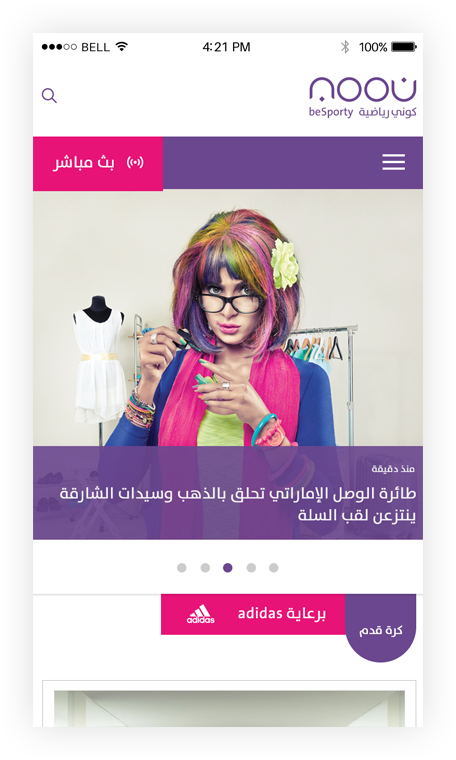 BELL 4:21 PM 100%
noon
beSporty كوني رياضية
بث مباشر
منذ دقيقة
طائرة الوصل الإماراتي تحلق بالذهب وسيدات الشارقة
ينتزعن لقب السلة
كرة قدم
برعاية adidas
adidas